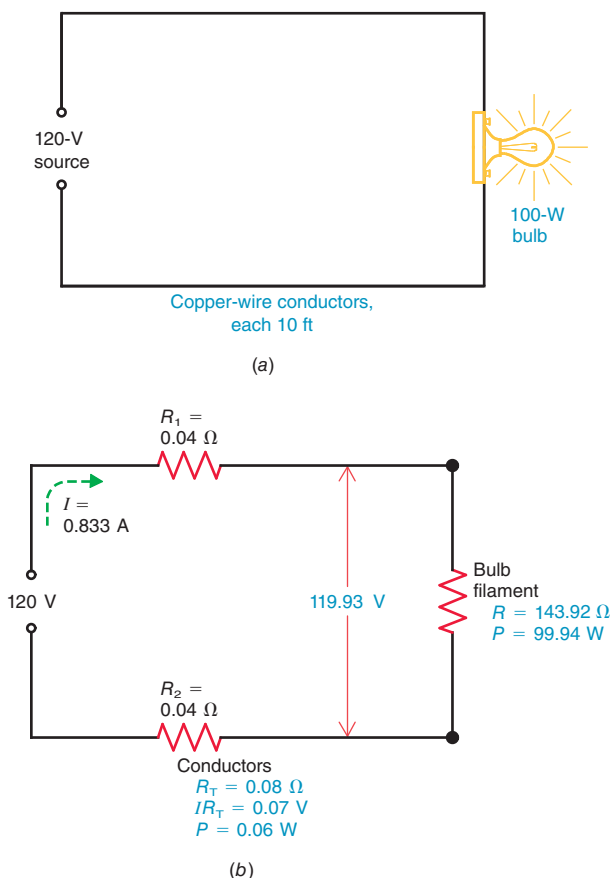 120-V
source
100-W
bulb
Copper-wire conductors,
each 10 ft
(a)
R₁ =
0.04 Ω
I =
0.833 A
120 V
119.93 V
Bulb
filament
R = 143.92 Ω
P = 99.94 W
R₂ =
0.04 Ω
Conductors
R_T = 0.08 Ω
IR_T = 0.07 V
P = 0.06 W
(b)